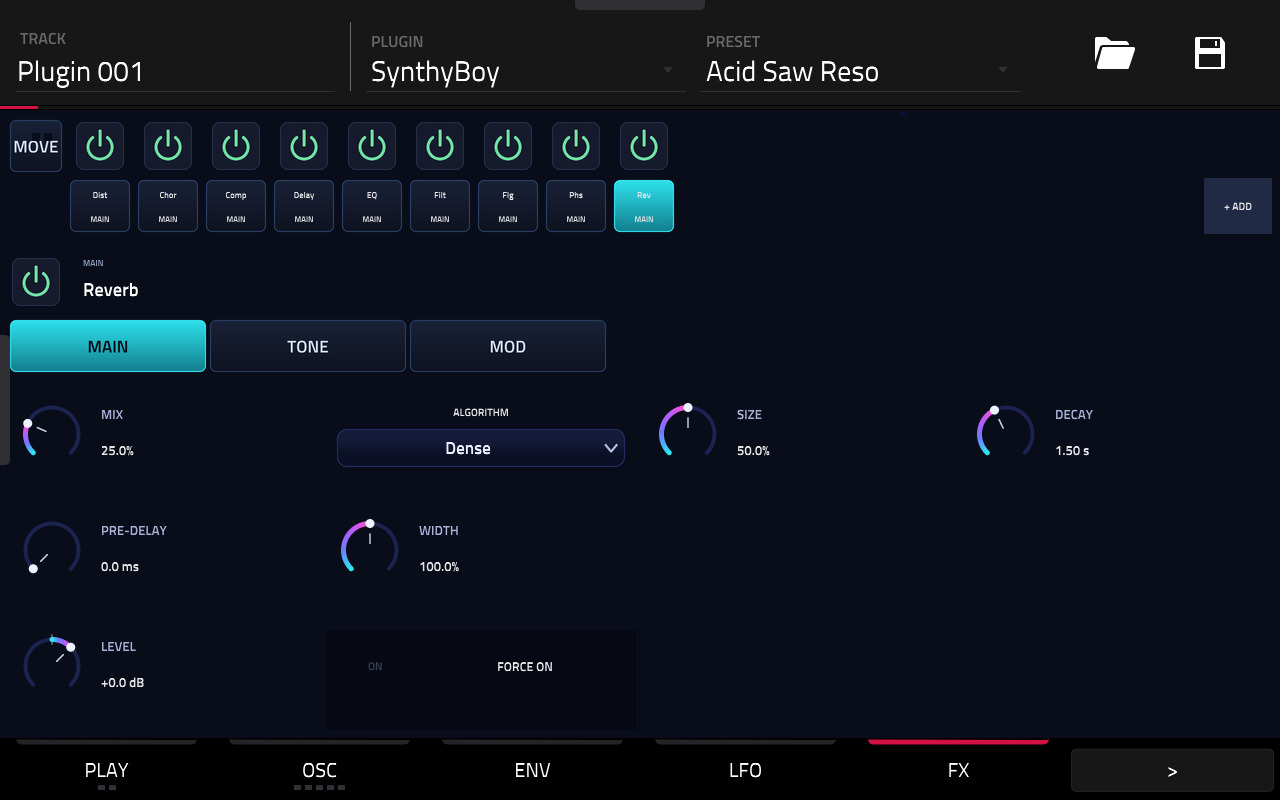 TRACK
Plugin 001
PLUGIN
SynthyBoy
PRESET
Acid Saw Reso
MOVE
Dist
MAIN
Chor
MAIN
Comp
MAIN
Delay
MAIN
EQ
MAIN
Filt
MAIN
Flg
MAIN
Phs
MAIN
Rev
MAIN
+ ADD
MAIN
Reverb
MAIN
TONE
MOD
MIX
25.0%
ALGORITHM
Dense
SIZE
50.0%
DECAY
1.50 s
PRE-DELAY
0.0 ms
WIDTH
100.0%
LEVEL
+0.0 dB
ON
FORCE ON
PLAY
OSC
ENV
LFO
FX
>